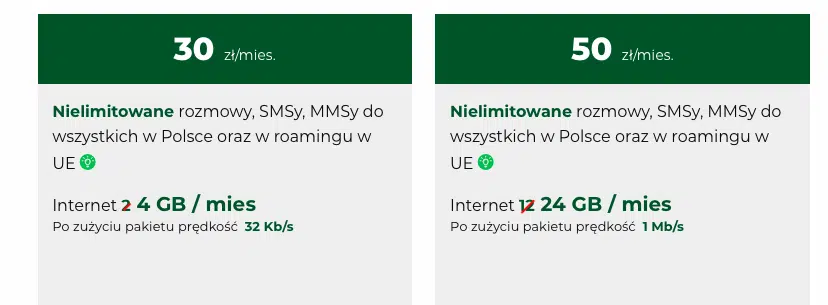 30 zł/mies.
Nielimitowane rozmowy, SMSy, MMSy do
wszystkich w Polsce oraz w roamingu w
UE
Internet 2 4 GB / mies
Po zużyciu pakietu prędkość 32 Kb/s
50 zł/mies.
Nielimitowane rozmowy, SMSy, MMSy do
wszystkich w Polsce oraz w roamingu w
UE
Internet 12 24 GB / mies
Po zużyciu pakietu prędkość 1 Mb/s